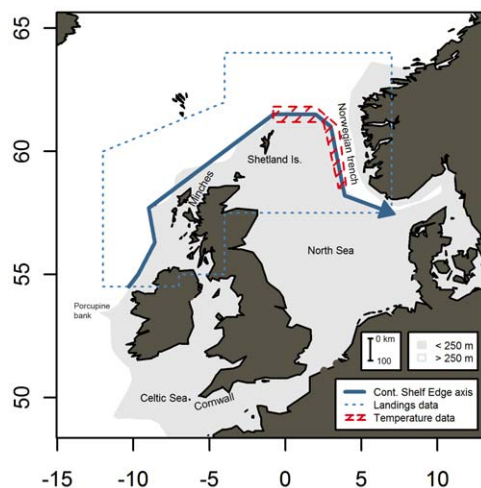 65
60
55
50
-15
-10
-5
0
5
10
Shetland Is.
Norwegian trench
Minches
North Sea
Porcupine
bank
Celtic Sea
Cornwall
0 km
100
< 250 m
> 250 m
Cont. Shelf Edge axis
Landings data
Temperature data